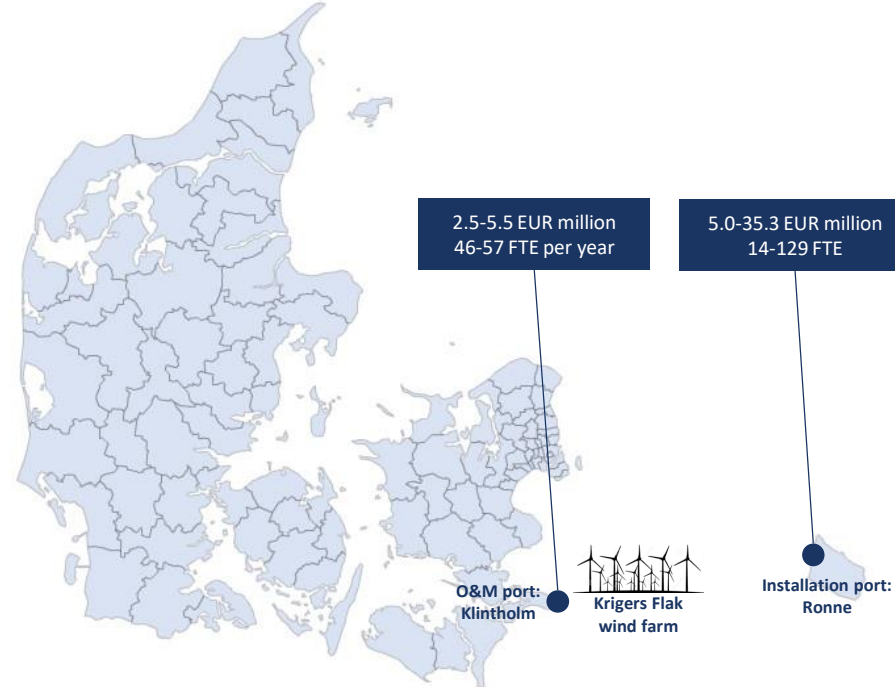 2.5-5.5 EUR million
46-57 FTE per year
5.0-35.3 EUR million
14-129 FTE
O&M port:
Klintholm
Krigers Flak
wind farm
Installation port:
Ronne